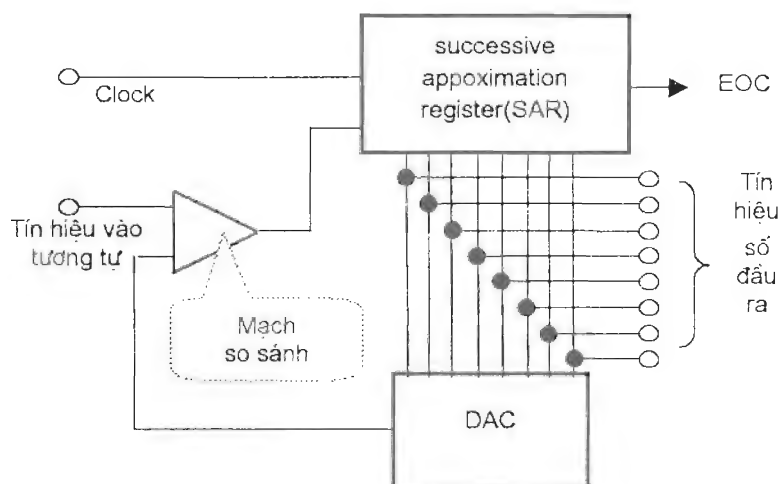 successive
appoximation
register(SAR)
EOC
Clock
Tín hiệu vào
tương tự
Mạch
so sánh
Tín
hiệu
số
đầu
ra
DAC